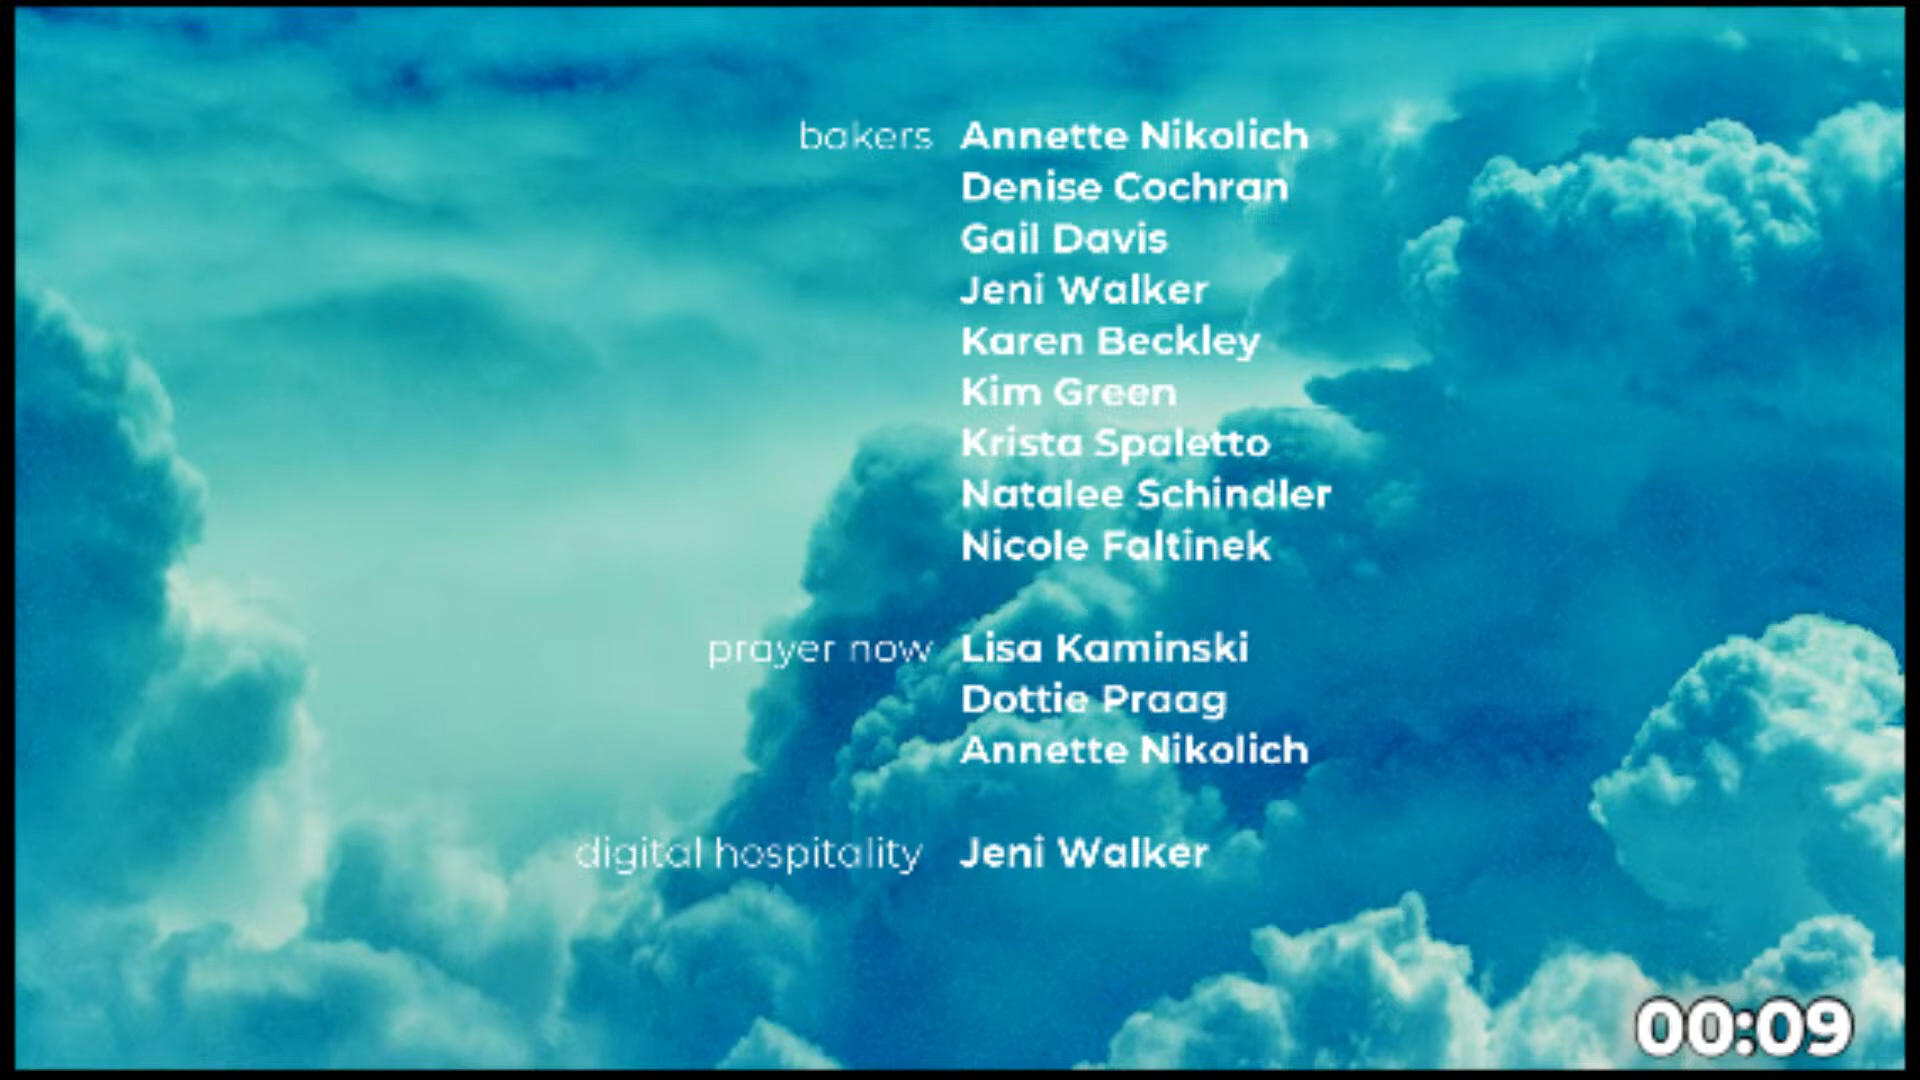 bakers Annette Nikolich
Denise Cochran
Gail Davis
Jeni Walker
Karen Beckley
Kim Green
Krista Spaletto
Natalee Schindler
Nicole Faltinek
prayer now Lisa Kaminski
Dottie Praag
Annette Nikolich
digital hospitality Jeni Walker
00:09